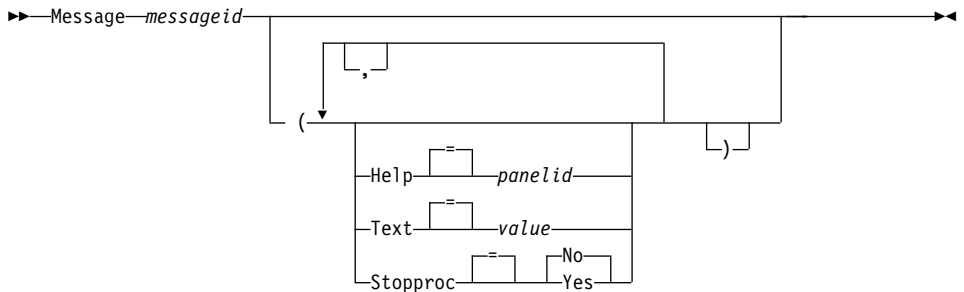 Message messageid
,
(
)
=
Help panelid
=
Text value
= No
Stopproc Yes